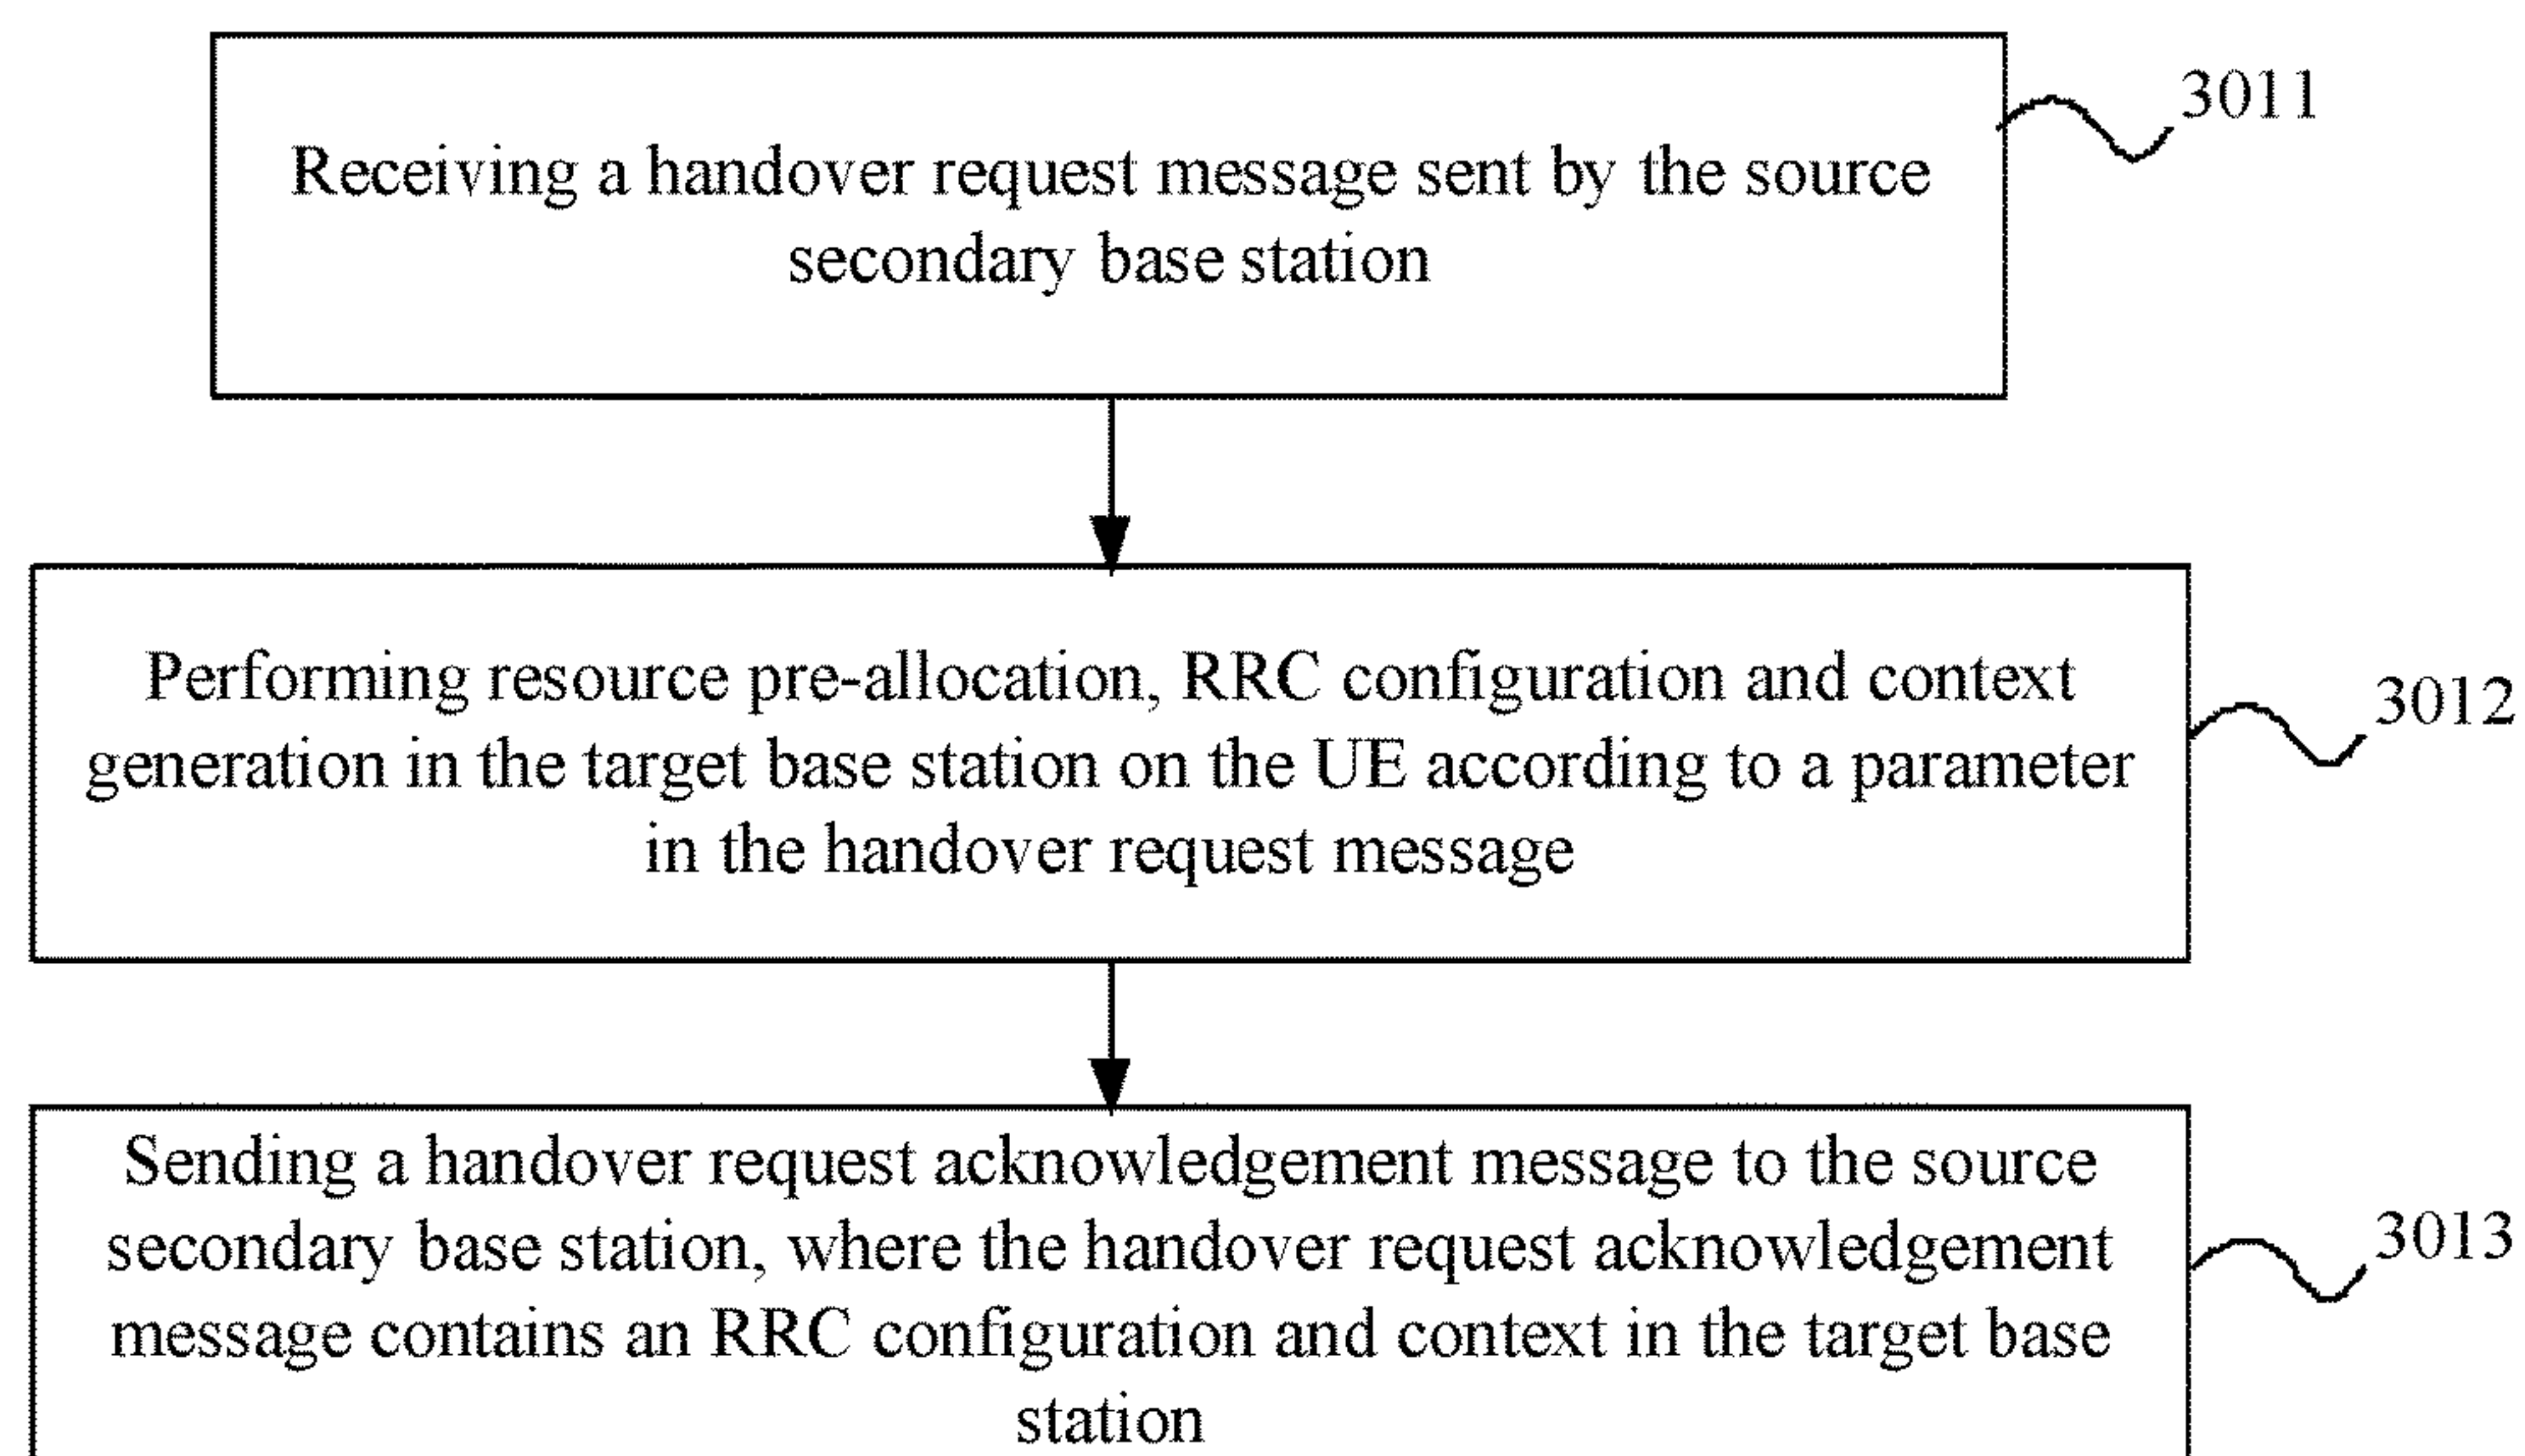 Receiving a handover request message sent by the source
secondary base station
3011
Performing resource pre-allocation, RRC configuration and context
generation in the target base station on the UE according to a parameter
in the handover request message
3012
Sending a handover request acknowledgement message to the source
secondary base station, where the handover request acknowledgement
message contains an RRC configuration and context in the target base
station
3013